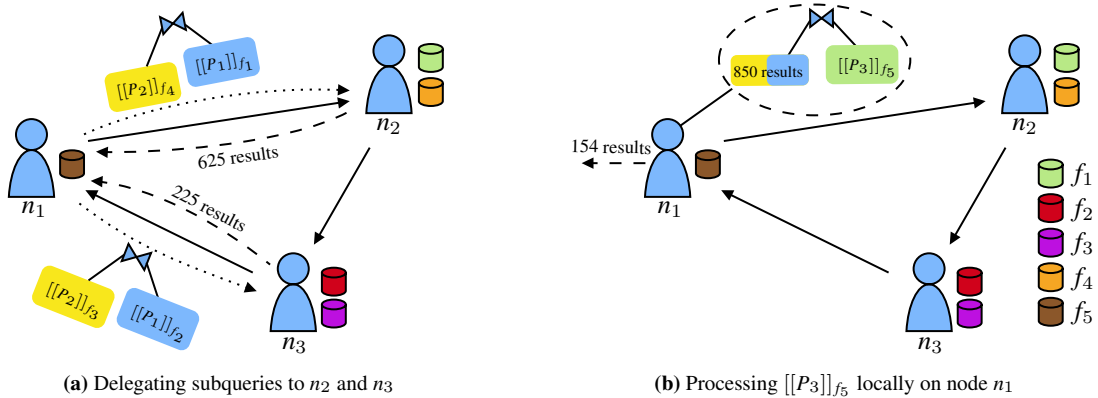 [[P2]]f4
[[P1]]f1
n2
625 results
n1
225 results
[[P2]]f3
[[P1]]f2
n3
(a) Delegating subqueries to n2 and n3
850 results
[[P3]]f5
n2
154 results
n1
f1
f2
f3
f4
f5
n3
(b) Processing [[P3]]f5 locally on node n1